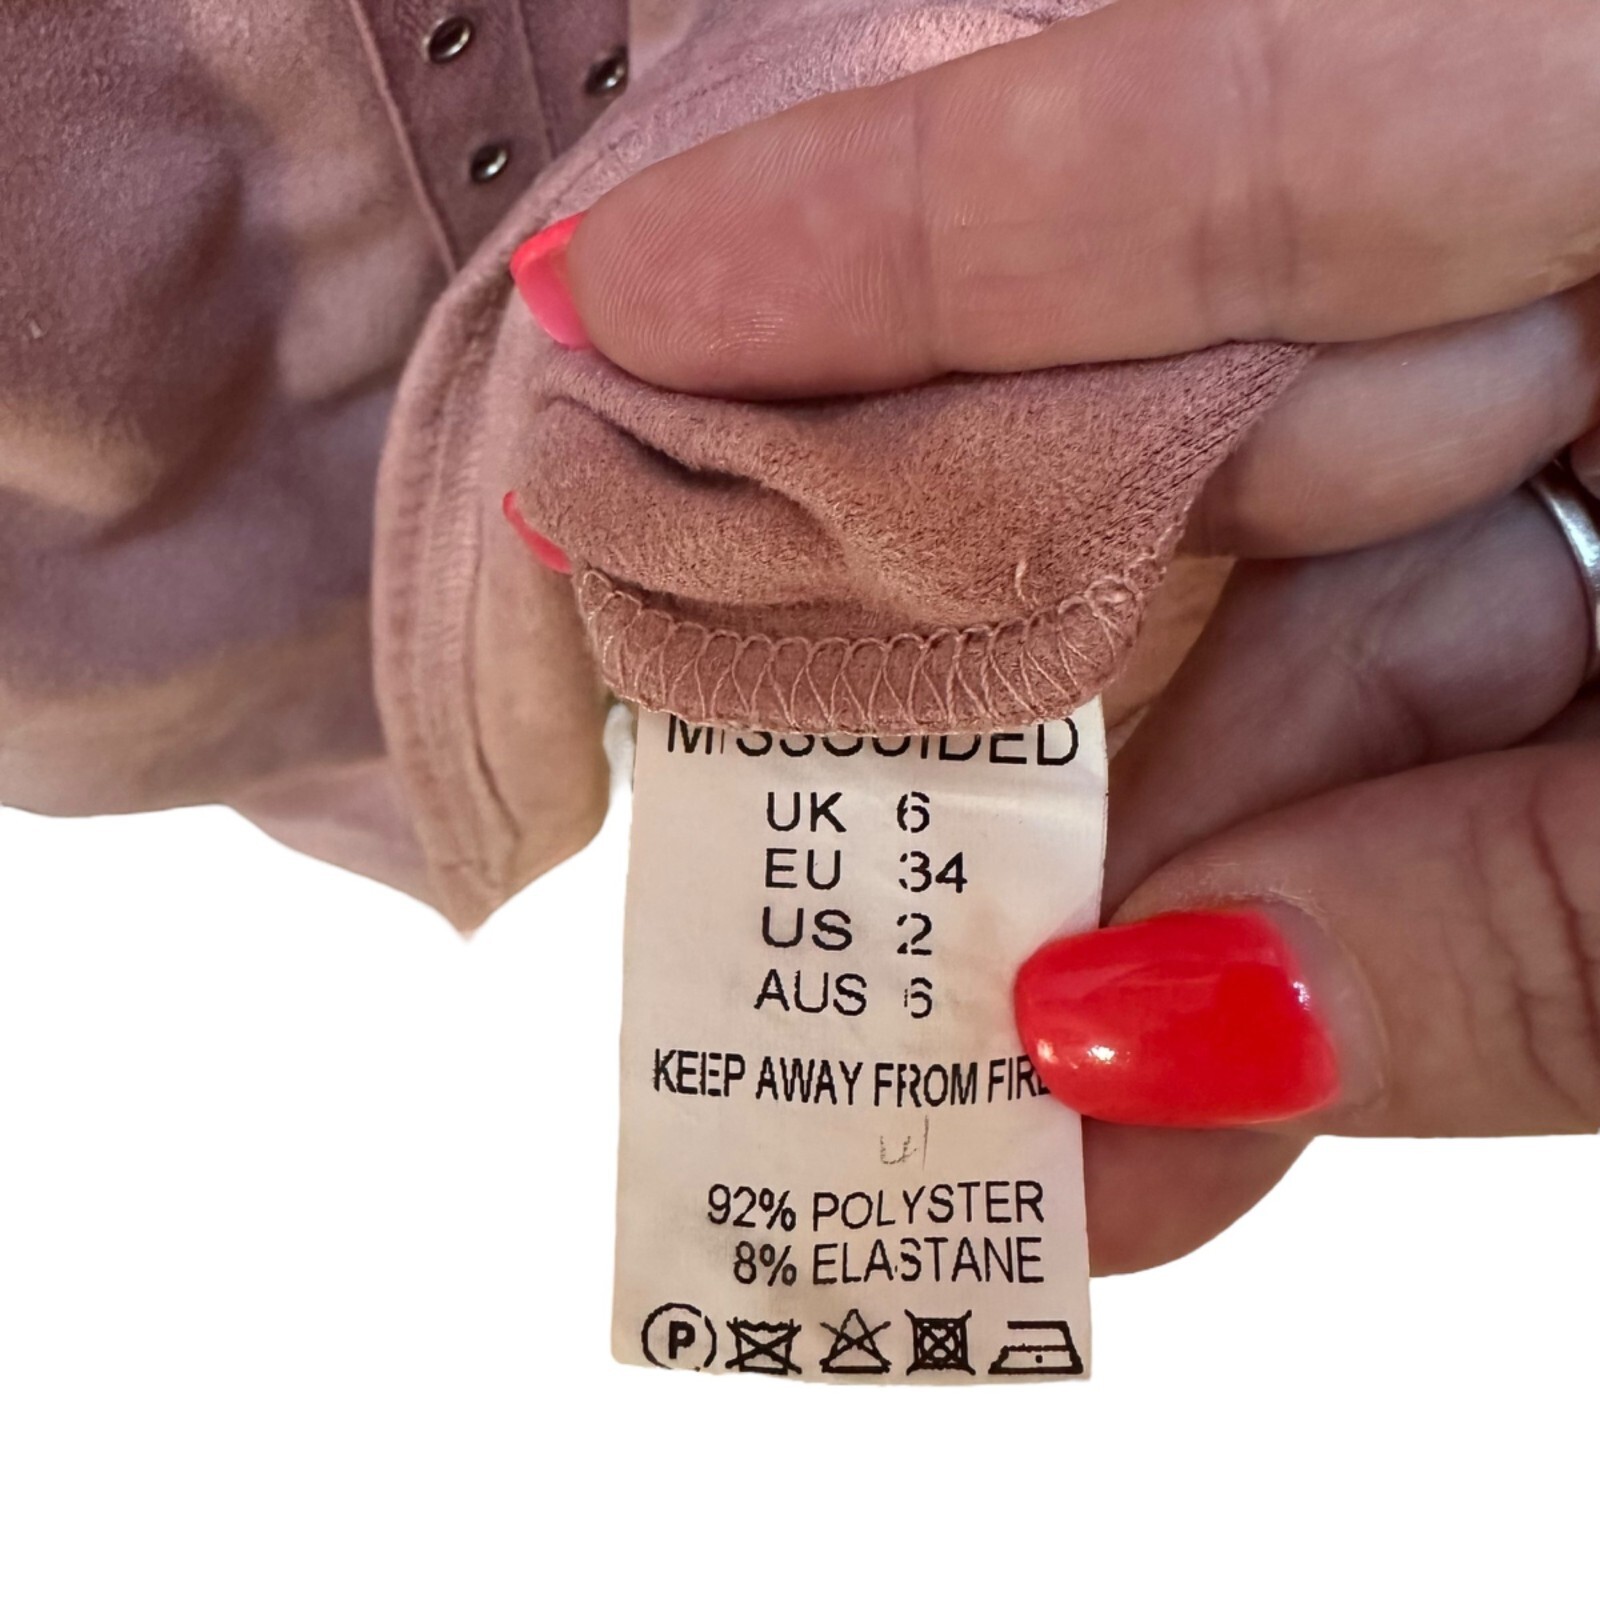 MISSGUIDED
UK 6
EU 34
US 2
AUS 6
KEEP AWAY FROM FIRE
92% POLYSTER
8% ELASTANE
P